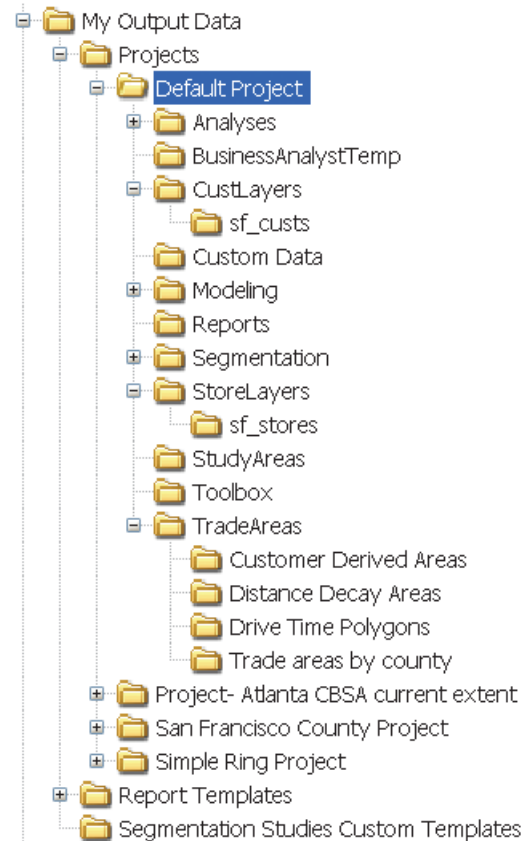 My Output Data
Projects
Default Project
Analyses
BusinessAnalystTemp
CustLayers
sf_custs
Custom Data
Modeling
Reports
Segmentation
StoreLayers
sf_stores
StudyAreas
Toolbox
TradeAreas
Customer Derived Areas
Distance Decay Areas
Drive Time Polygons
Trade areas by county
Project- Atlanta CBSA current extent
San Francisco County Project
Simple Ring Project
Report Templates
Segmentation Studies Custom Templates